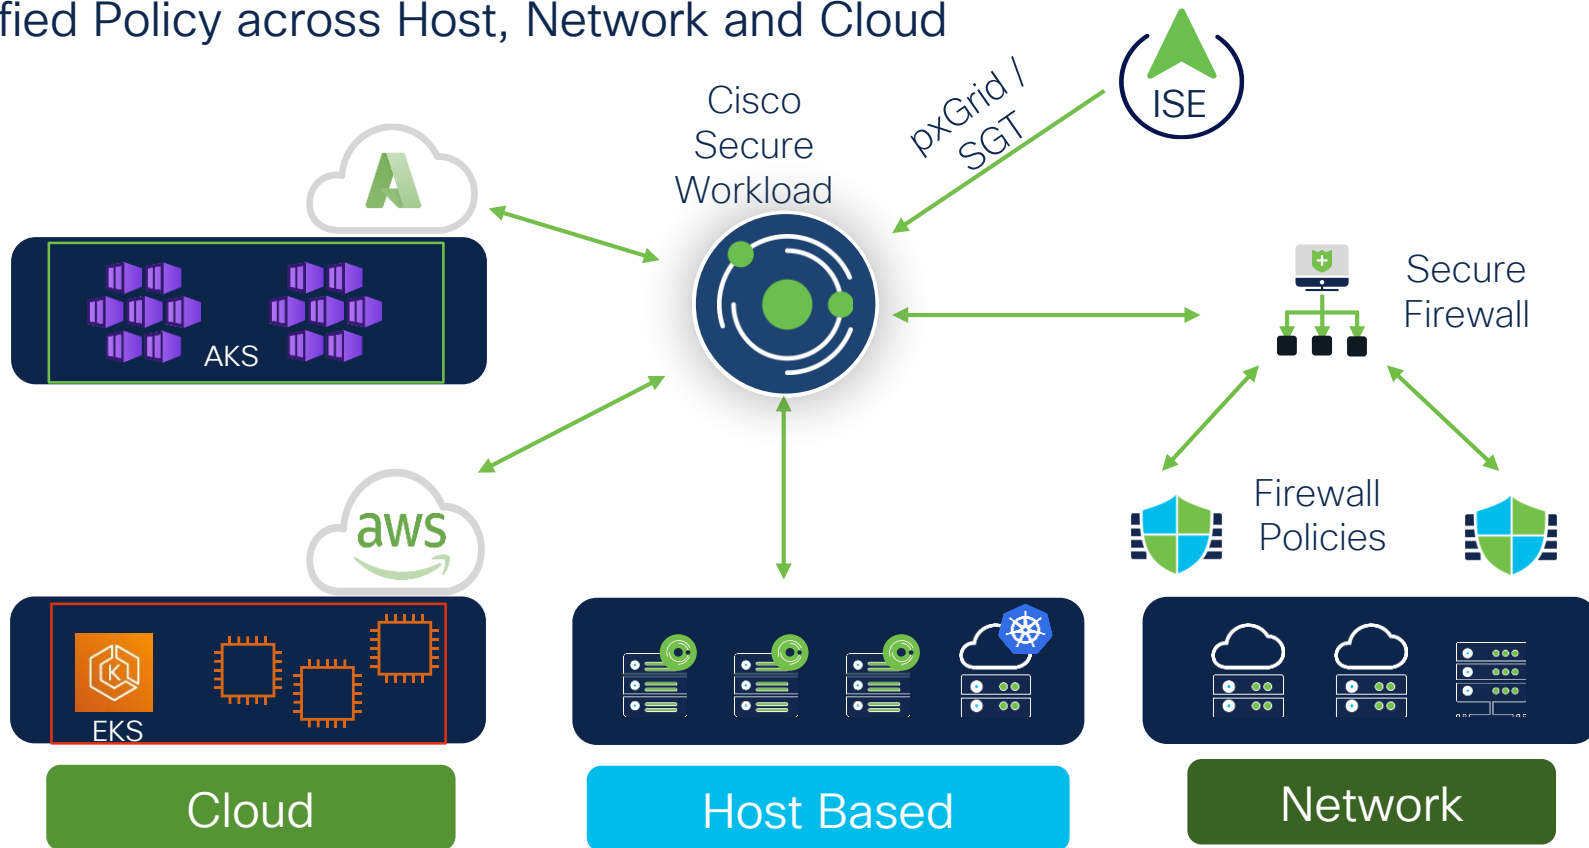 fied Policy across Host, Network and Cloud
Cisco
Secure
Workload
pxGrid /
SGT
ISE
AKS
Secure
Firewall
aws
Firewall
Policies
K
EKS
Cloud
Host Based
Network